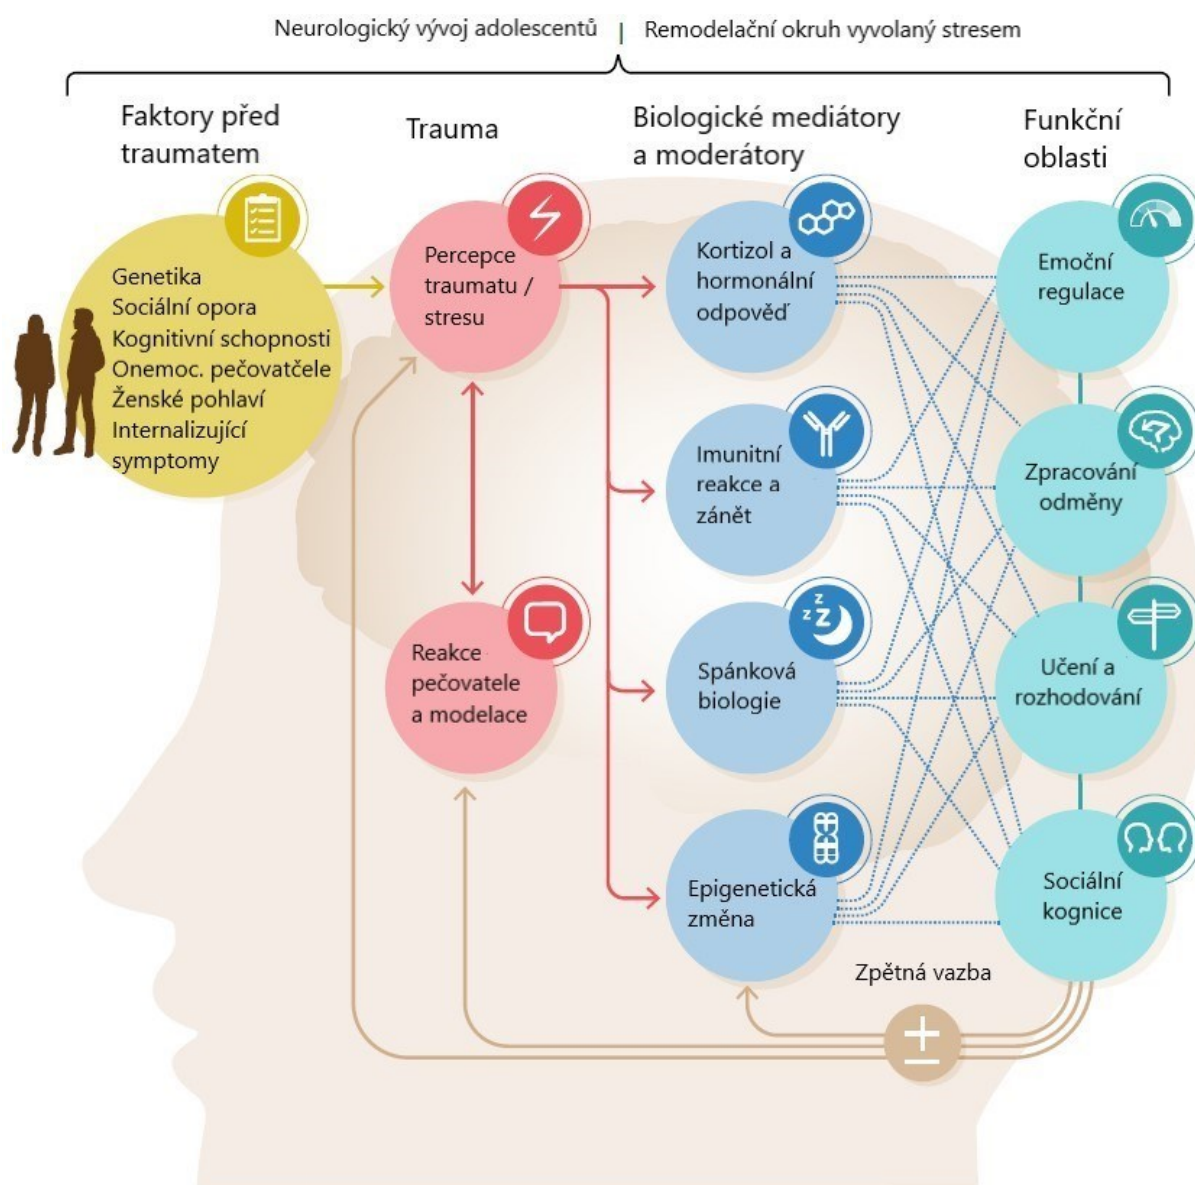 Neurologický vývoj adolescentů | Remodelační okruh vyvolaný stresem
Faktory před
traumatem
Trauma
Biologické mediátory
a moderátory
Funkční
oblasti
Genetika
Sociální opora
Kognitivní schopnosti
Onemoc. pečovatčele
Ženské pohlaví
Internalizující
symptomy
Percepce
traumatu /
stresu
Reakce
pečovatele
a modelace
Kortizol a
hormonální
odpověď
Imunitní
reakce a
zánět
Spánková
biologie
Epigenetická
změna
Emoční
regulace
Zpracování
odměny
Učení a
rozhodování
Sociální
kognice
Zpětná vazba
z z z
±